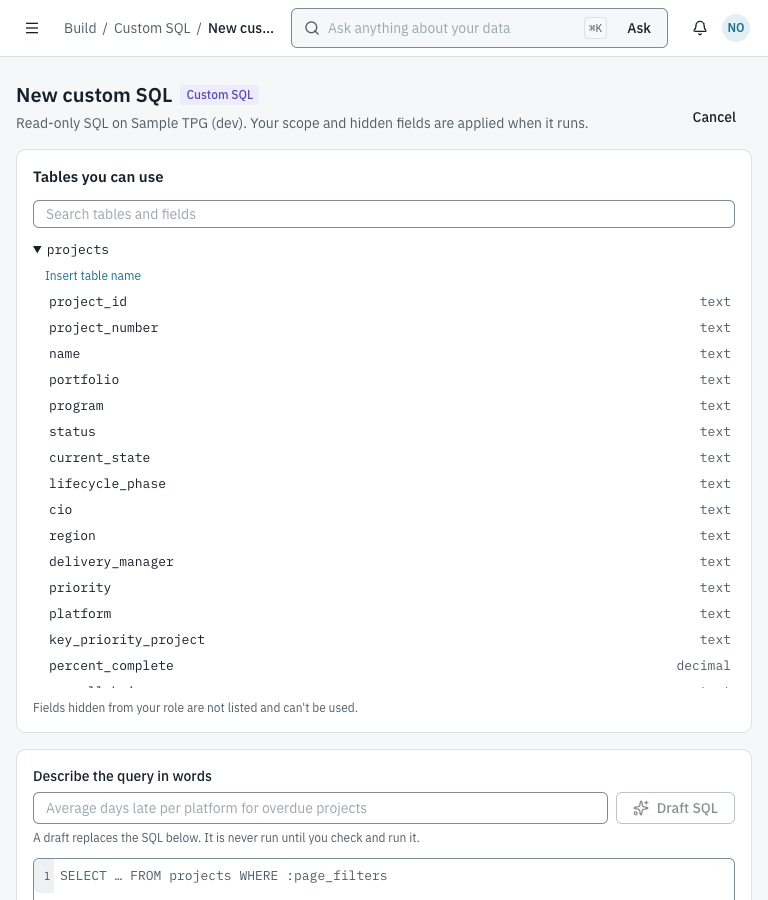 Build / Custom SQL / New cus...
Ask anything about your data
⌘K
Ask
NO
New custom SQL
Custom SQL
Read-only SQL on Sample TPG (dev). Your scope and hidden fields are applied when it runs.
Cancel
Tables you can use
Search tables and fields
projects
Insert table name
project_id text
project_number text
name text
portfolio text
program text
status text
current_state text
lifecycle_phase text
cio text
region text
delivery_manager text
priority text
platform text
key_priority_project text
percent_complete decimal
Fields hidden from your role are not listed and can't be used.
Describe the query in words
Average days late per platform for overdue projects
Draft SQL
A draft replaces the SQL below. It is never run until you check and run it.
1 SELECT … FROM projects WHERE :page_filters